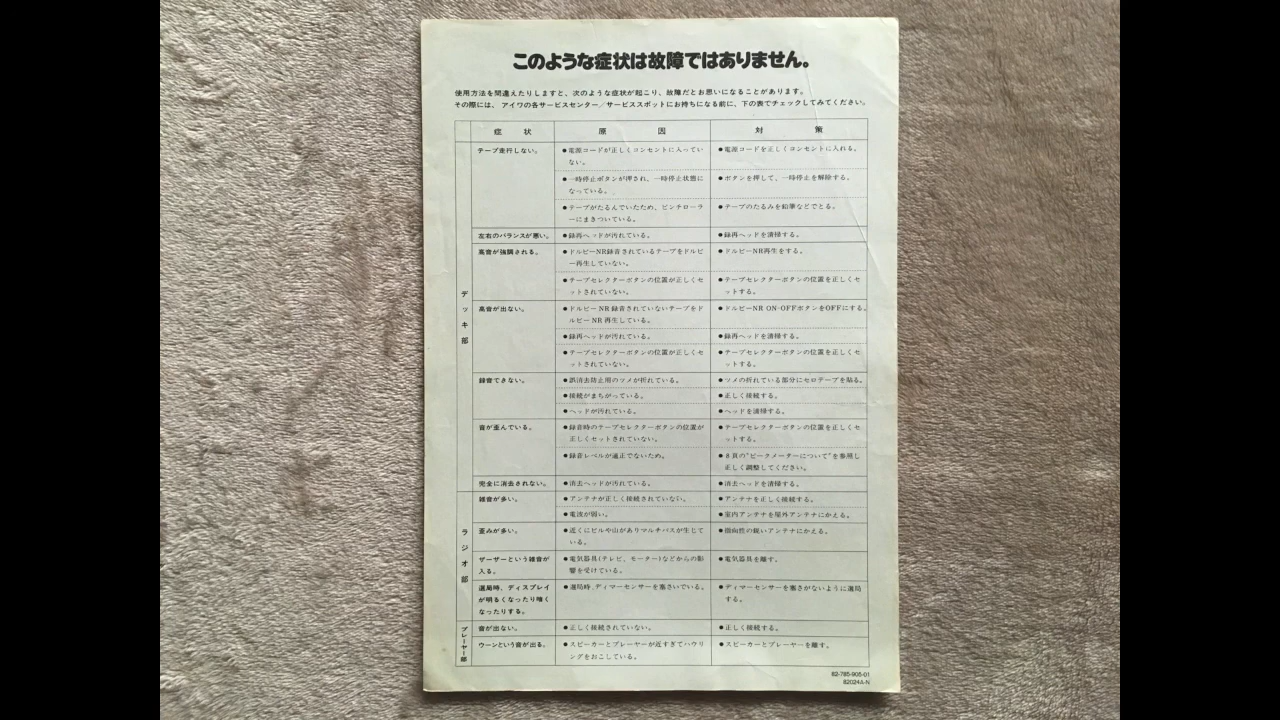 このような症状は故障ではありません。
使用方法を間違えたりしますと、次のような症状が起こり、故障だとお思いになることがあります。
その際には、アイワの各サービスセンター／サービススポットにお持ちになる前に、下の表でチェックしてみてください。
症状 原因 対策
デッキ部
テープ走行しない。 ●電源コードが正しくコンセントに入ってい ●電源コードを正しくコンセントに入れる。
ない。
●一時停止ボタンが押され、一時停止状態に ●ボタンを押して、一時停止を解除する。
なっている。
●テープがたるんでいたため、ピンチローラ ●テープのたるみを鉛筆などでとる。
ーにまきついている。
左右のバランスが悪い。 ●録再ヘッドが汚れている。 ●録再ヘッドを清掃する。
高音が強調される。 ●ドルビーNR録音されているテープをドルビ ●ドルビーNR再生をする。
ー再生していない。
●テープセレクターボタンの位置が正しくセ ●テープセレクターボタンの位置を正しくセ
ットされていない。 ットする。
高音が出ない。 ●ドルビーNR録音されていないテープをド ●ドルビーNR ON-OFFボタンをOFFにする。
ルビーNR再生している。
●録再ヘッドが汚れている。 ●録再ヘッドを清掃する。
●テープセレクターボタンの位置が正しくセ ●テープセレクターボタンの位置を正しくセ
ットされていない。 ットする。
録音できない。 ●誤消去防止用のツメが折れている。 ●ツメの折れている部分にセロテープを貼る。
●接続がまちがっている。 ●正しく接続する。
●ヘッドが汚れている。 ●ヘッドを清掃する。
音が歪んでいる。 ●録音時のテープセレクターボタンの位置が ●テープセレクターボタンの位置を正しくセ
正しくセットされていない。 ットする。
●録音レベルが適正でないため。 ●8頁の"ピークメーターについて"を参照し
正しく調整してください。
完全に消去されない。 ●消去ヘッドが汚れている。 ●消去ヘッドを清掃する。
ラジオ部
雑音が多い。 ●アンテナが正しく接続されていない。 ●アンテナを正しく接続する。
●電波が弱い。 ●室内アンテナを屋外アンテナにかえる。
歪みが多い。 ●近くにビルや山がありマルチパスが生じて ●指向性の鋭いアンテナにかえる。
いる。
ザーザーという雑音が ●電気器具(テレビ、モーター)などからの影 ●電気器具を離す。
入る。 響を受けている。
選局時、ディスプレイ ●選局時、ディマーセンサーを塞さいでいる。 ●ディマーセンサーを塞さがないように選局
が明るくなったり暗く する。
なったりする。
プレーヤー部
音が出ない。 ●正しく接続されていない。 ●正しく接続する。
ウーンという音が出る。 ●スピーカーとプレーヤーが近すぎてハウリ ●スピーカーとプレーヤーを離す。
ングをおこしている。
82-785-905-01
82024A-N